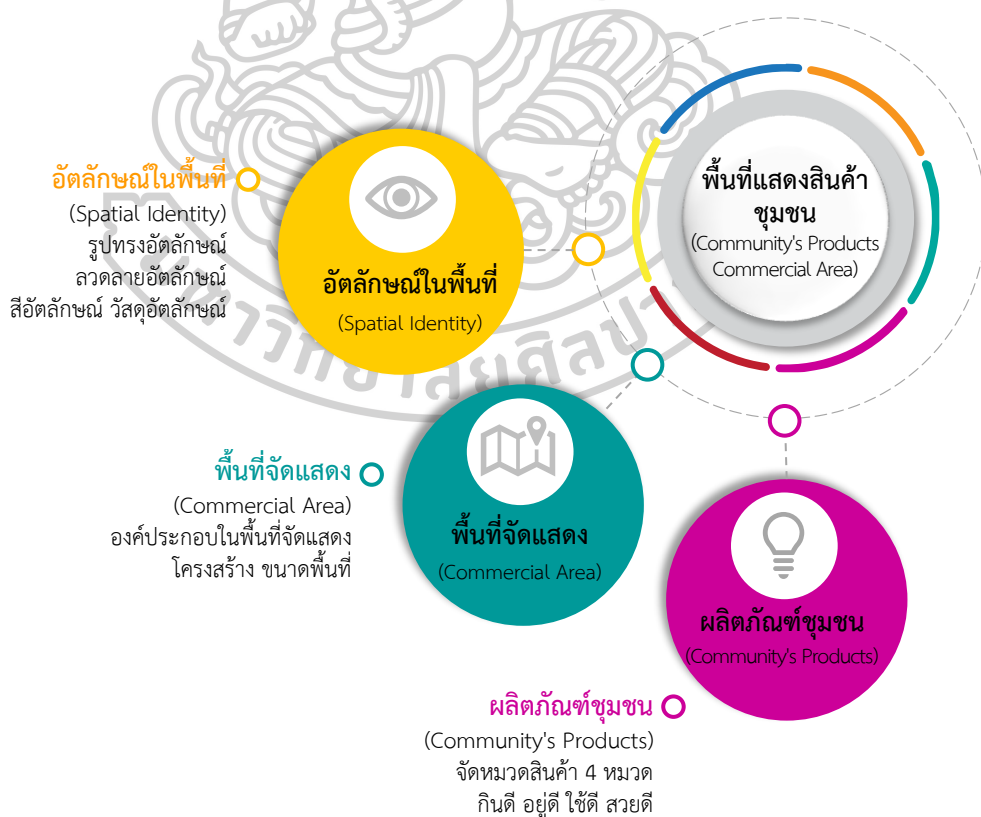 พื้นที่แสดงสินค้า
ชุมชน
(Community's Products
Commercial Area)
อัตลักษณ์ในพื้นที่
(Spatial Identity)
รูปทรงอัตลักษณ์
ลวดลายอัตลักษณ์
สีอัตลักษณ์ วัสดุอัตลักษณ์
อัตลักษณ์ในพื้นที่
(Spatial Identity)
พื้นที่จัดแสดง
(Commercial Area)
องค์ประกอบในพื้นที่จัดแสดง
โครงสร้าง ขนาดพื้นที่
พื้นที่จัดแสดง
(Commercial Area)
ผลิตภัณฑ์ชุมชน
(Community's Products)
ผลิตภัณฑ์ชุมชน
(Community's Products)
จัดหมวดสินค้า 4 หมวด
กินดี อยู่ดี ใช้ดี สวยดี